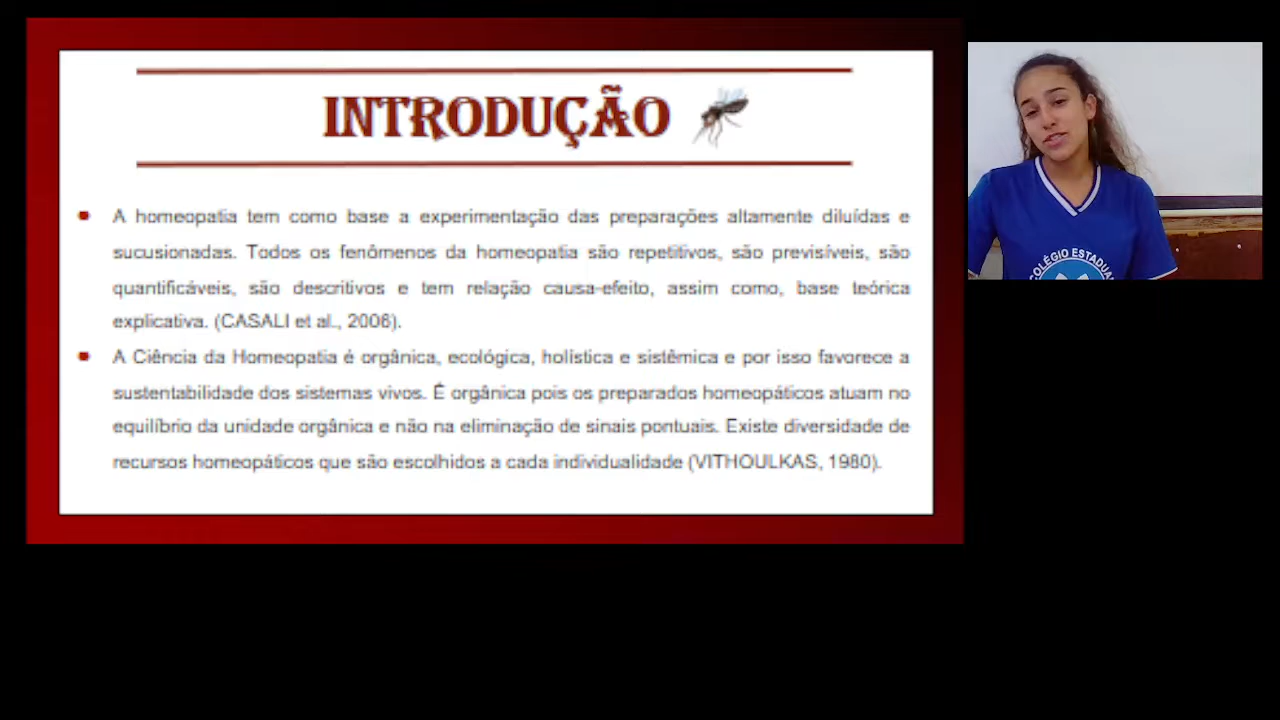 INTRODUÇÃO
A homeopatia tem como base a experimentação das preparações altamente diluídas e
sucusionadas. Todos os fenômenos da homeopatia são repetitivos, são previsíveis, são
quantificáveis, são descritivos e tem relação causa-efeito, assim como, base teórica
explicativa. (CASALI et al., 2006).
A Ciência da Homeopatia é orgânica, ecológica, holística e sistêmica e por isso favorece a
sustentabilidade dos sistemas vivos. É orgânica pois os preparados homeopáticos atuam no
equilíbrio da unidade orgânica e não na eliminação de sinais pontuais. Existe diversidade de
recursos homeopáticos que são escolhidos a cada individualidade (VITHOULKAS, 1980).
COLÉGIO ESTADUA